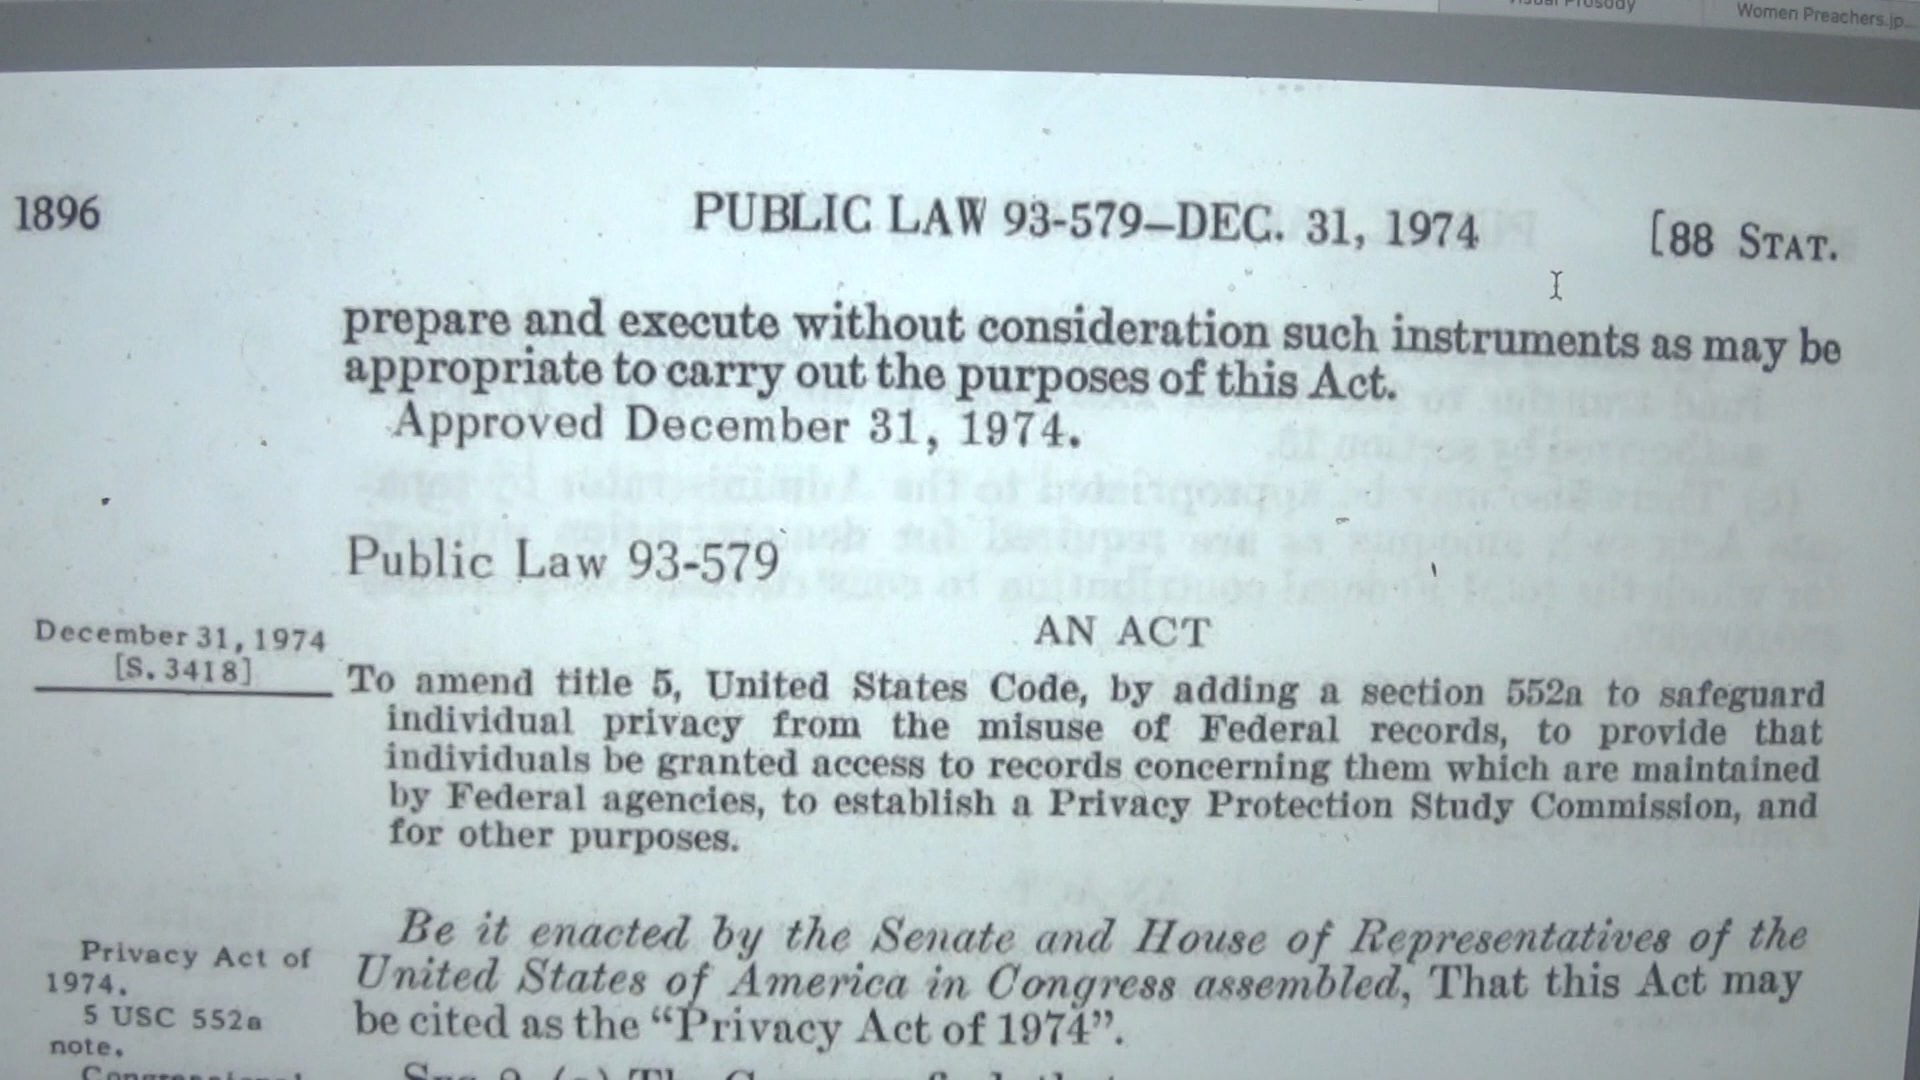 Women Preachers.jp...
1896 PUBLIC LAW 93-579—DEC. 31, 1974 [88 STAT.
prepare and execute without consideration such instruments as may be
appropriate to carry out the purposes of this Act.
Approved December 31, 1974.
Public Law 93-579
AN ACT
December 31, 1974
[S. 3418]
To amend title 5, United States Code, by adding a section 552a to safeguard
individual privacy from the misuse of Federal records, to provide that
individuals be granted access to records concerning them which are maintained
by Federal agencies, to establish a Privacy Protection Study Commission, and
for other purposes.
Privacy Act of
1974.
5 USC 552a
note.
Be it enacted by the Senate and House of Representatives of the
United States of America in Congress assembled, That this Act may
be cited as the “Privacy Act of 1974”.